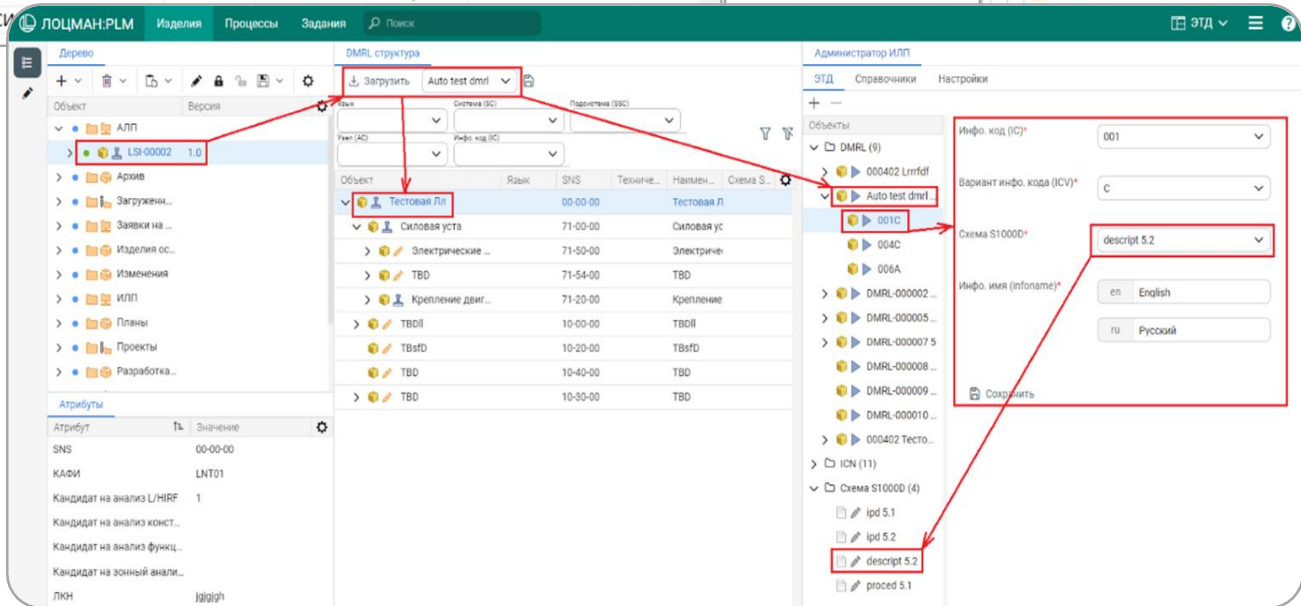 ЛОЦМАН:PLM Изделия Процессы Задания Поиск ЭТД
Дерево
Объект Версия
АЛП
LSI-00002 1.0
Архив
Загруженн...
Заявки на ...
Изделия ос...
Изменения
ИЛП
Планы
Проекты
Разработка...
Атрибуты
Атрибут Значение
SNS 00-00-00
КАФИ LNT01
Кандидат на анализ L/HIRF 1
Кандидат на анализ конст...
Кандидат на анализ функц...
Кандидат на зонный анали...
ЛКН jgjgjgh
DMRL структура
Загрузить Auto test dmrl
Язык Система (SC) Подсистема (SSC)
Узел (AC) Инфо. код (IC)
Объект Язык SNS Техниче... Наимен... Схема S...
Тестовая Лп 00-00-00 Тестовая Л
Силовая уста 71-00-00 Силовая ус
Электрические ... 71-50-00 Электриче
TBD 71-54-00 TBD
Крепление двиг... 71-20-00 Крепление
TBDll 10-00-00 TBDll
TBsfD 10-20-00 TBsfD
TBD 10-40-00 TBD
TBD 10-30-00 TBD
Администратор ИЛП
ЭТД Справочники Настройки
Объекты
DMRL (9)
000402 Lrrrfdf
Auto test dmrl ...
001C
004C
006A
DMRL-000002 ...
DMRL-000005 ...
DMRL-000007 5
DMRL-000008 ...
DMRL-000009 ...
DMRL-000010 ...
000402 Тесто...
ICN (11)
Схема S1000D (4)
ipd 5.1
ipd 5.2
descript 5.2
proced 5.1
Инфо. код (IC)* 001
Вариант инфо. кода (ICV)* C
Схема S1000D* descript 5.2
Инфо. имя (infoname)* en English
ru Русский
Сохранить